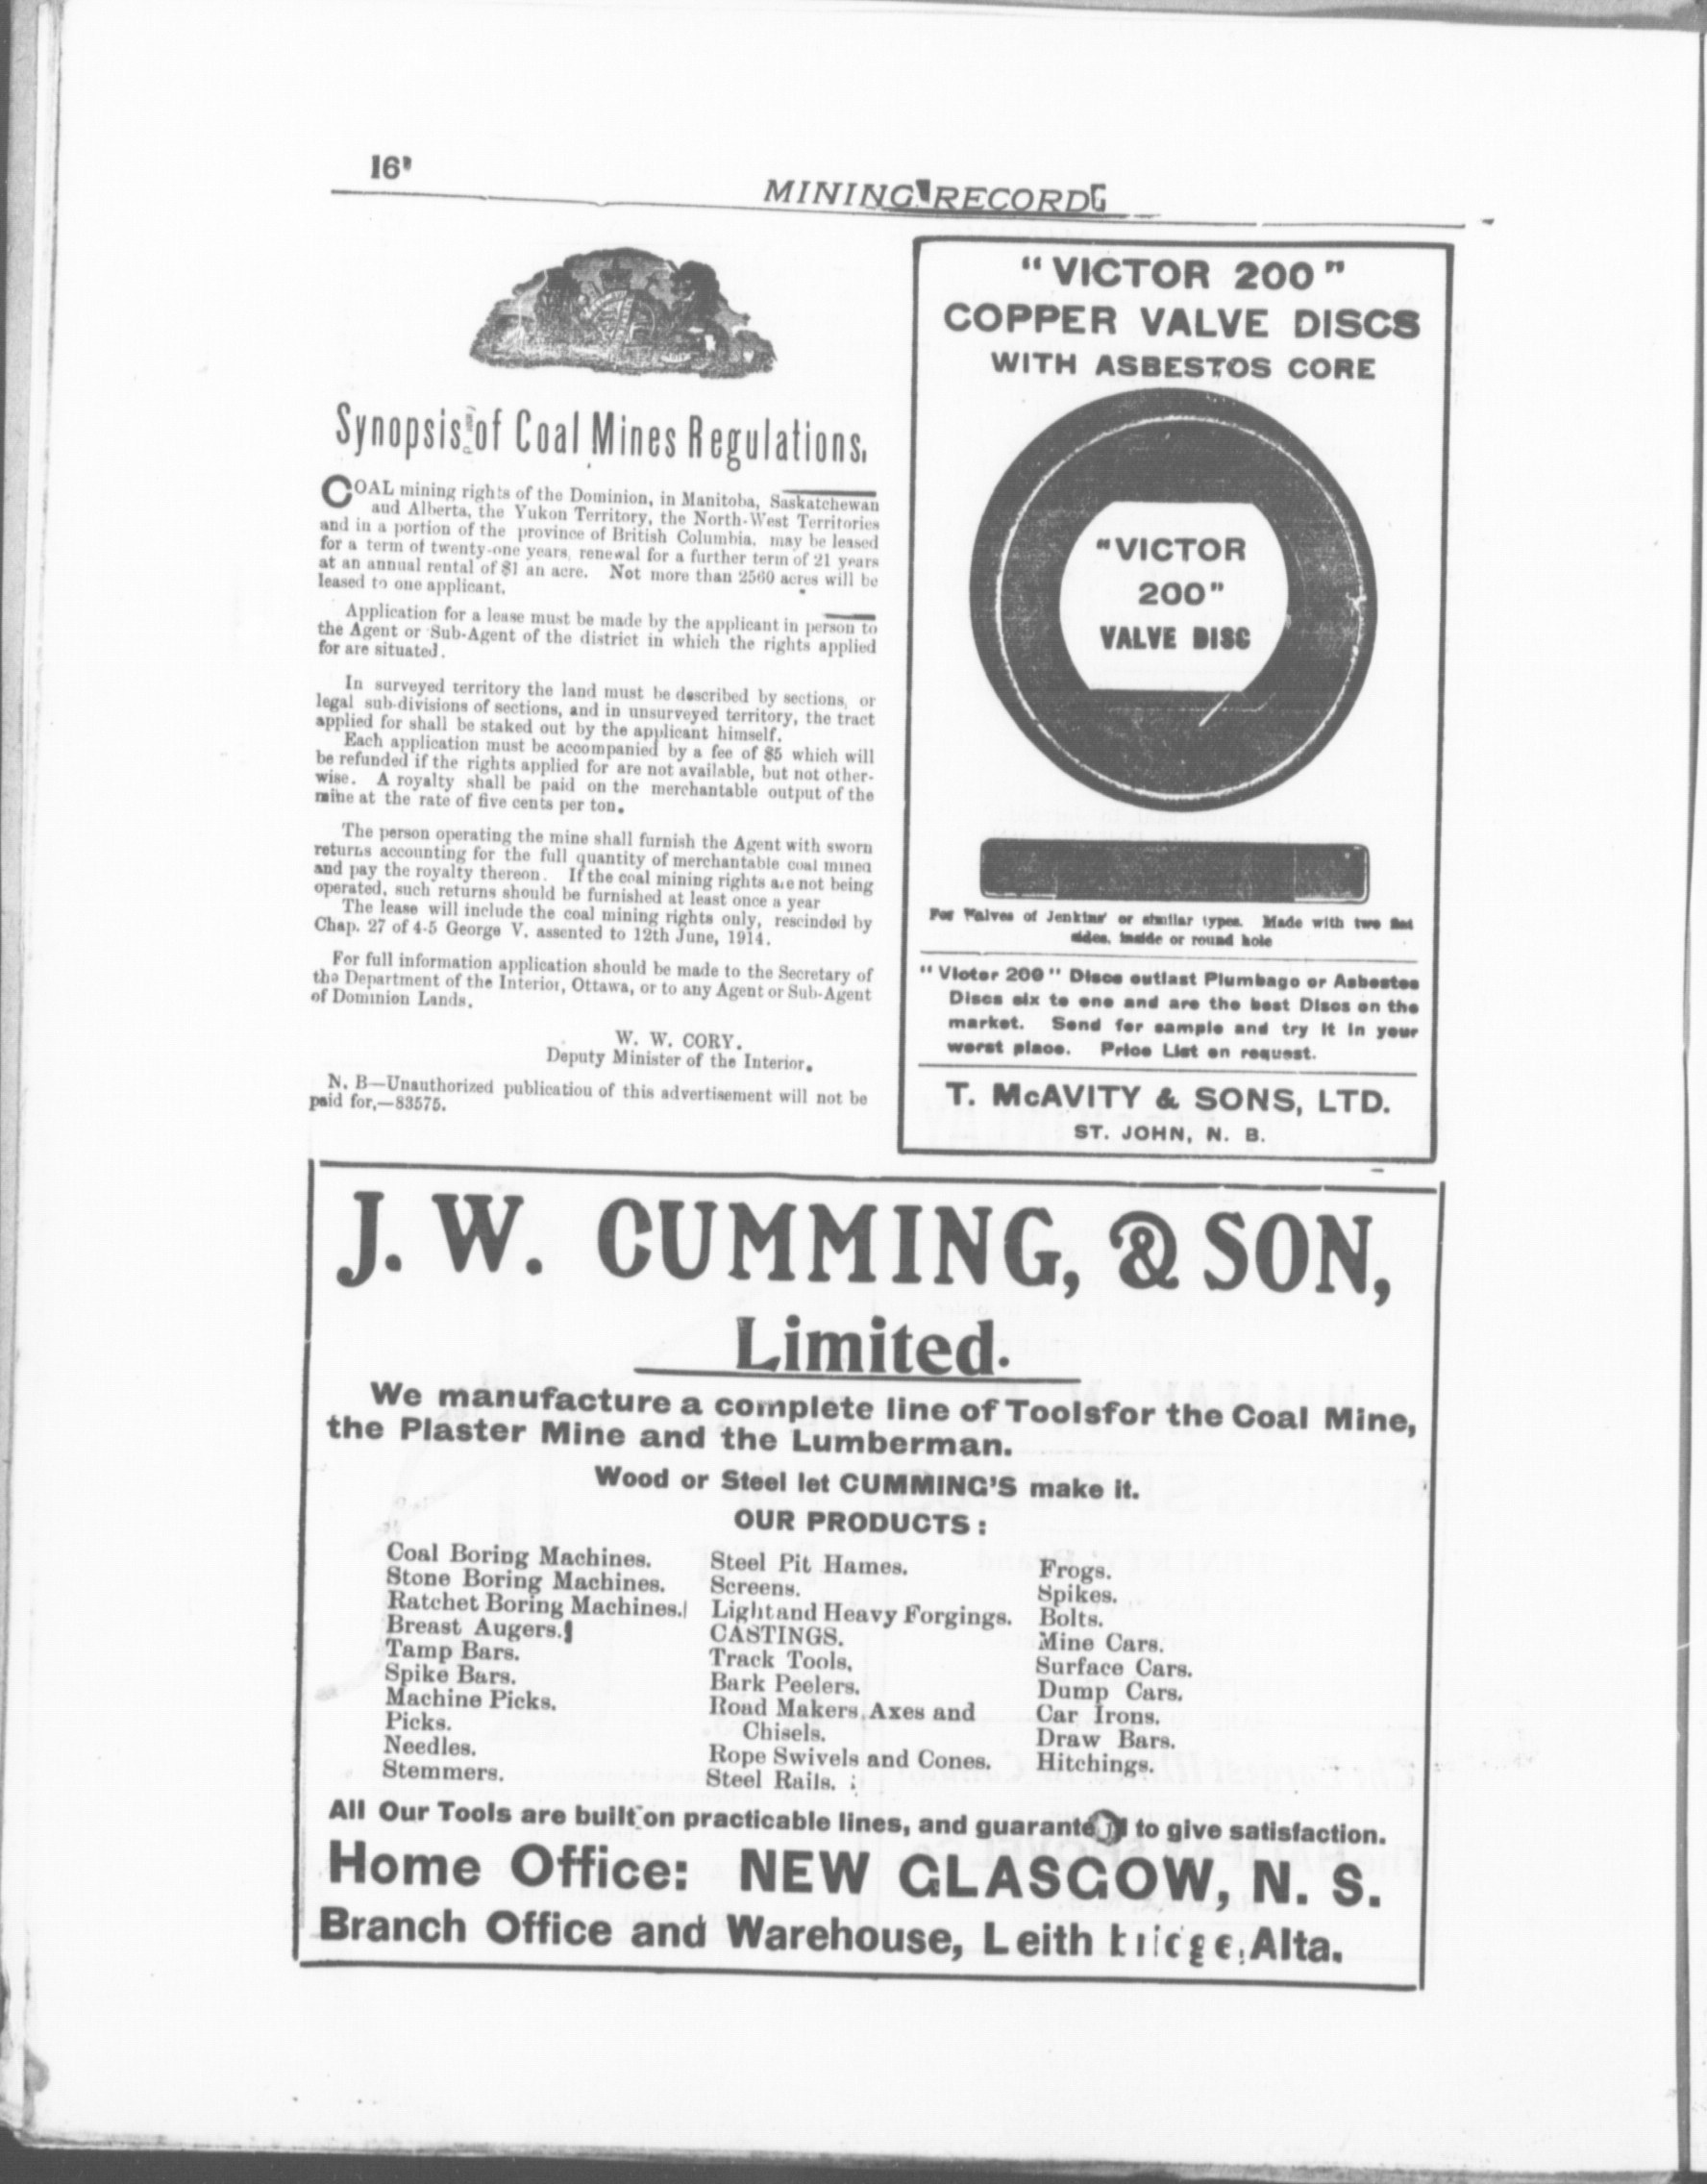 16
MINING RECORD
Synopsis of Coal Mines Regulations.
COAL mining rights of the Dominion, in Manitoba, Saskatchewan
aud Alberta, the Yukon Territory, the North-West Territories
and in a portion of the province of British Columbia, may be leased
for a term of twenty-one years, renewal for a further term of 21 years
at an annual rental of $1 an acre. Not more than 2560 acres will be
leased to one applicant.
Application for a lease must be made by the applicant in person to
the Agent or Sub-Agent of the district in which the rights applied
for are situated.
In surveyed territory the land must be described by sections, or
legal sub-divisions of sections, and in unsurveyed territory, the tract
applied for shall be staked out by the applicant himself.
Each application must be accompanied by a fee of $5 which will
be refunded if the rights applied for are not available, but not other-
wise. A royalty shall be paid on the merchantable output of the
mine at the rate of five cents per ton.
The person operating the mine shall furnish the Agent with sworn
returns accounting for the full quantity of merchantable coal mined
and pay the royalty thereon. If the coal mining rights are not being
operated, such returns should be furnished at least once a year
The lease will include the coal mining rights only, rescinded by
Chap. 27 of 4-5 George V. assented to 12th June, 1914.
For full information application should be made to the Secretary of
the Department of the Interior, Ottawa, or to any Agent or Sub-Agent
of Dominion Lands.
W. W. CORY.
Deputy Minister of the Interior.
N. B—Unauthorized publication of this advertisement will not be
paid for,—83575.
"VICTOR 200"
COPPER VALVE DISCS
WITH ASBESTOS CORE
"VICTOR
200"
VALVE DISC
For Valves of Jenkins' or similar types. Made with two flat
sides, inside or round hole
"Victor 200" Discs outlast Plumbago or Asbestos
Discs six to one and are the best Discs on the
market. Send for sample and try it in your
worst place. Price List on request.
T. McAVITY & SONS, LTD.
ST. JOHN, N. B.
J. W. CUMMING, & SON,
Limited.
We manufacture a complete line of Toolsfor the Coal Mine,
the Plaster Mine and the Lumberman.
Wood or Steel let CUMMING'S make it.
OUR PRODUCTS:
Coal Boring Machines.
Stone Boring Machines.
Ratchet Boring Machines.
Breast Augers.
Tamp Bars.
Spike Bars.
Machine Picks.
Picks.
Needles.
Stemmers.
Steel Pit Hames.
Screens.
Light and Heavy Forgings.
CASTINGS.
Track Tools,
Bark Peelers.
Road Makers, Axes and
Chisels.
Rope Swivels and Cones.
Steel Rails.
Frogs.
Spikes.
Bolts.
Mine Cars.
Surface Cars.
Dump Cars.
Car Irons.
Draw Bars.
Hitchings.
All Our Tools are built on practicable lines, and to give satisfaction.
Home Office: NEW GLASGOW, N. S.
Branch Office and Warehouse, Leith bridge, Alta.